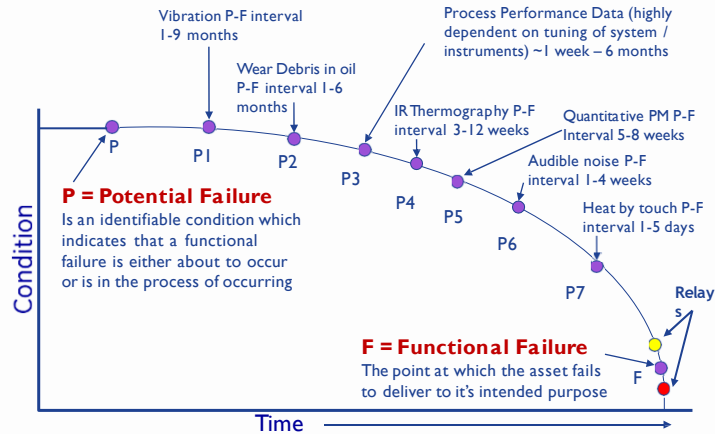 Vibration P-F interval
1-9 months
Process Performance Data (highly
dependent on tuning of system /
instruments) ~1 week – 6 months
Wear Debris in oil
P-F interval 1-6
months
IR Thermography P-F
interval 3-12 weeks
Quantitative PM P-F
Interval 5-8 weeks
Audible noise P-F
interval 1-4 weeks
Heat by touch P-F
interval 1-5 days
P
P1
P2
P3
P4
P5
P6
P7
P = Potential Failure
Is an identifiable condition which
indicates that a functional
failure is either about to occur
or is in the process of occurring
Relay
s
F = Functional Failure
The point at which the asset fails
to deliver to it's intended purpose
F
Condition
Time